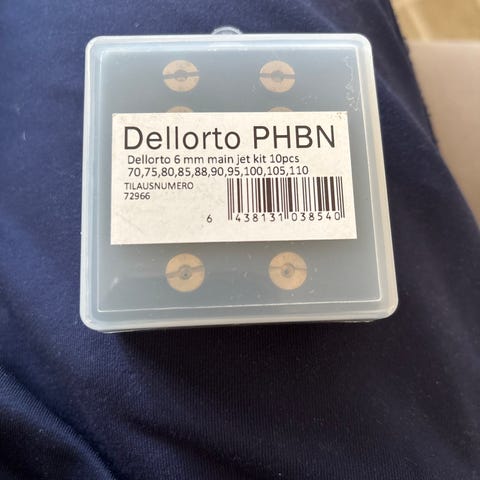 Dellorto PHBN
Dellorto 6 mm main jet kit 10pcs
70,75,80,85,88,90,95,100,105,110
TILAUSNUMERO
72966
6 438131 038540